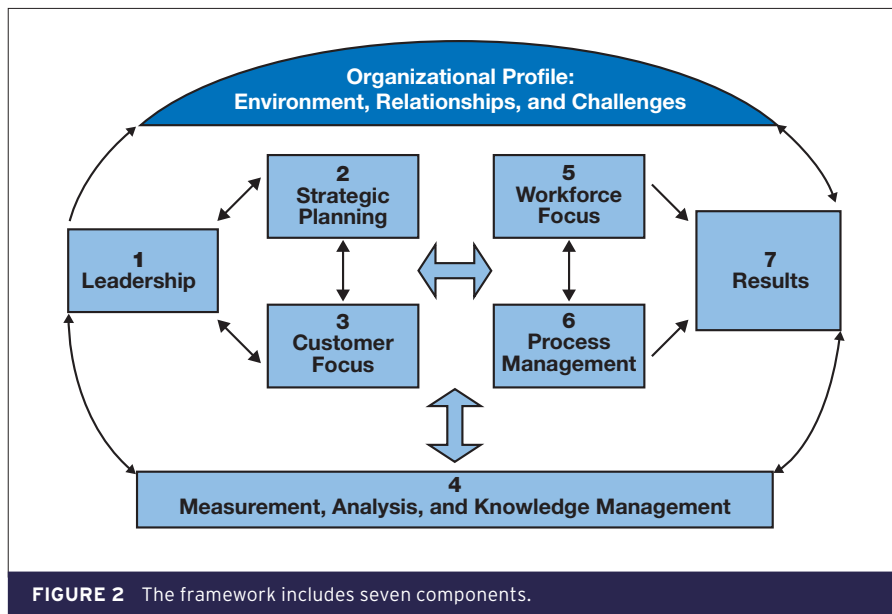 Organizational Profile:
Environment, Relationships, and Challenges
2
Strategic
Planning
5
Workforce
Focus
1
Leadership
7
Results
3
Customer
Focus
6
Process
Management
4
Measurement, Analysis, and Knowledge Management
FIGURE 2 The framework includes seven components.